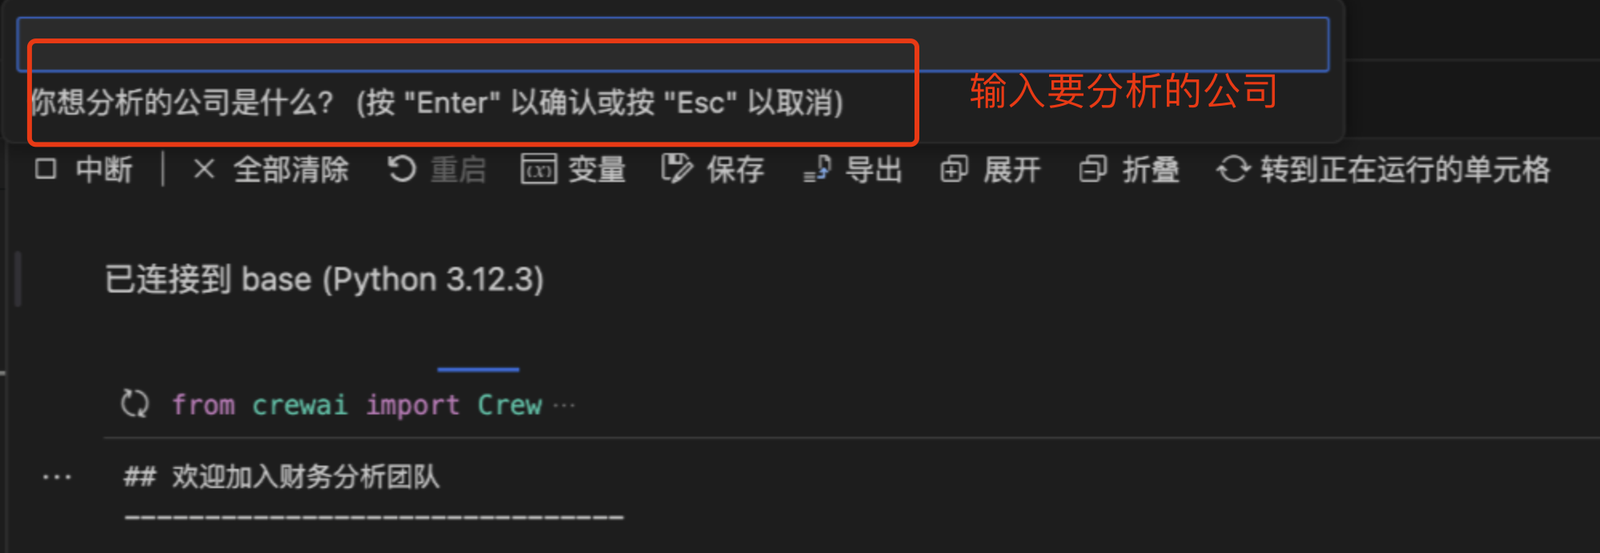 你想分析的公司是什么? (按 "Enter" 以确认或按 "Esc" 以取消)
输入要分析的公司
中断 | 全部清除 重启 变量 保存 导出 展开 折叠 转到正在运行的单元格
已连接到 base (Python 3.12.3)
from crewai import Crew ···
## 欢迎加入财务分析团队
-------------------------------